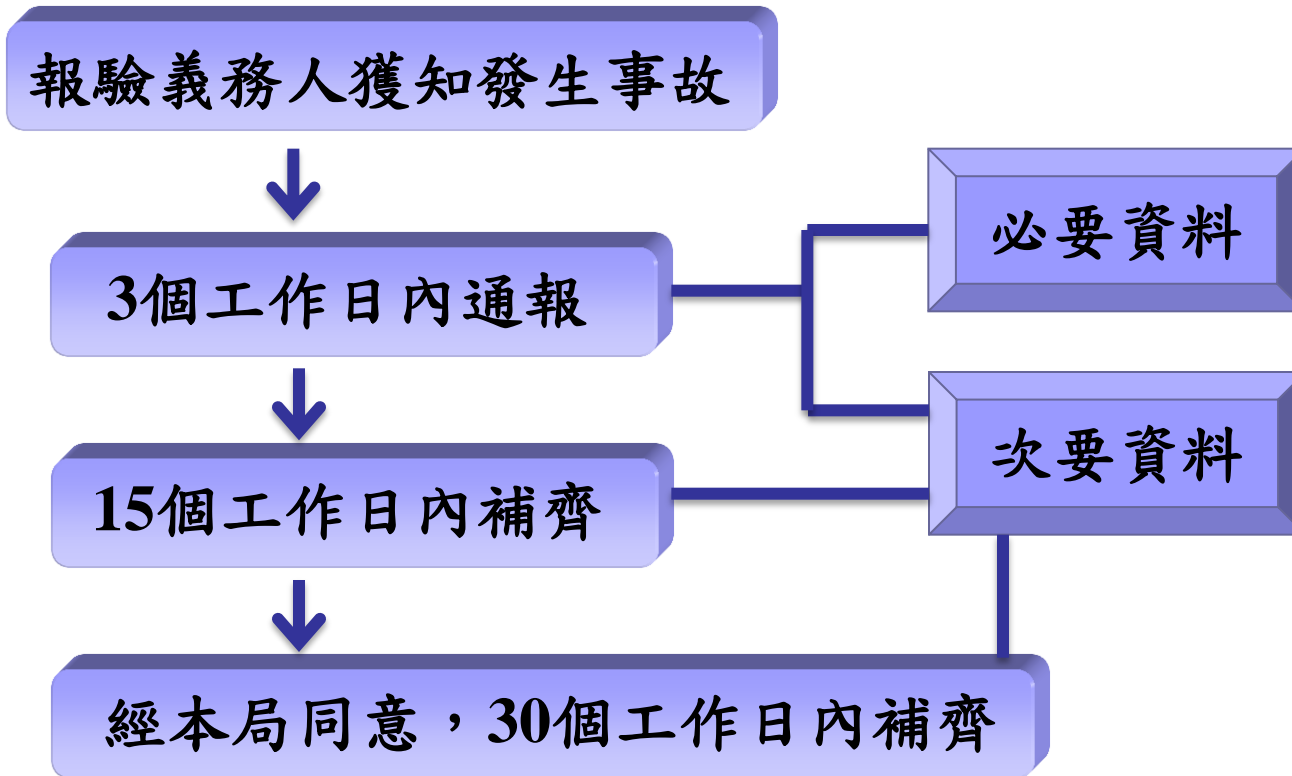 報驗義務人獲知發生事故
必要資料
3個工作日內通報
次要資料
15個工作日內補齊
經本局同意，30個工作日內補齊